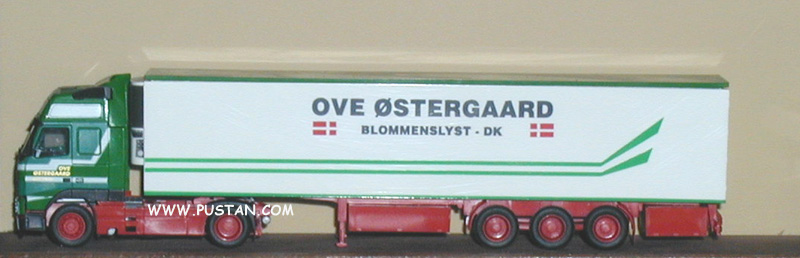 OVE ØSTERGAARD
BLOMMENSLYST - DK
OVE
ØSTERGAARD
WWW.PUSTAN.COM